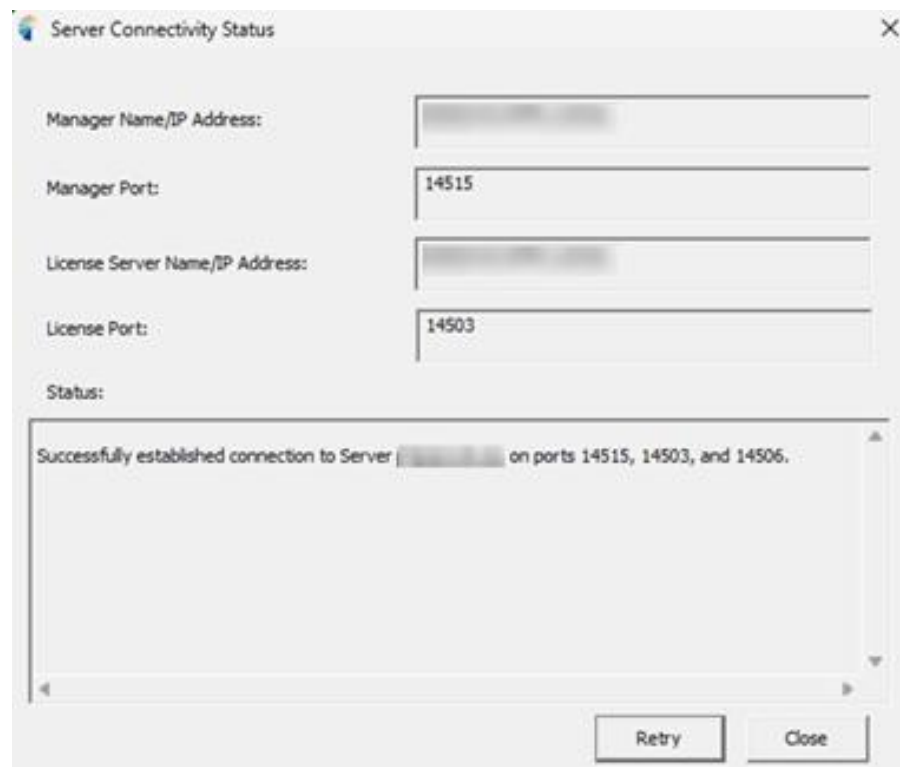 Server Connectivity Status
Manager Name/IP Address:
Manager Port:
14515
License Server Name/IP Address:
License Port:
14503
Status:
Successfully established connection to Server on ports 14515, 14503, and 14506.
Retry
Close